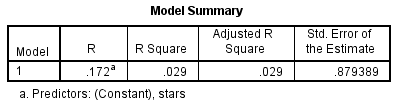 Model Summary
Model R R Square Adjusted R Square Std. Error of the Estimate
1 .172a .029 .029 .879389
a. Predictors: (Constant), stars